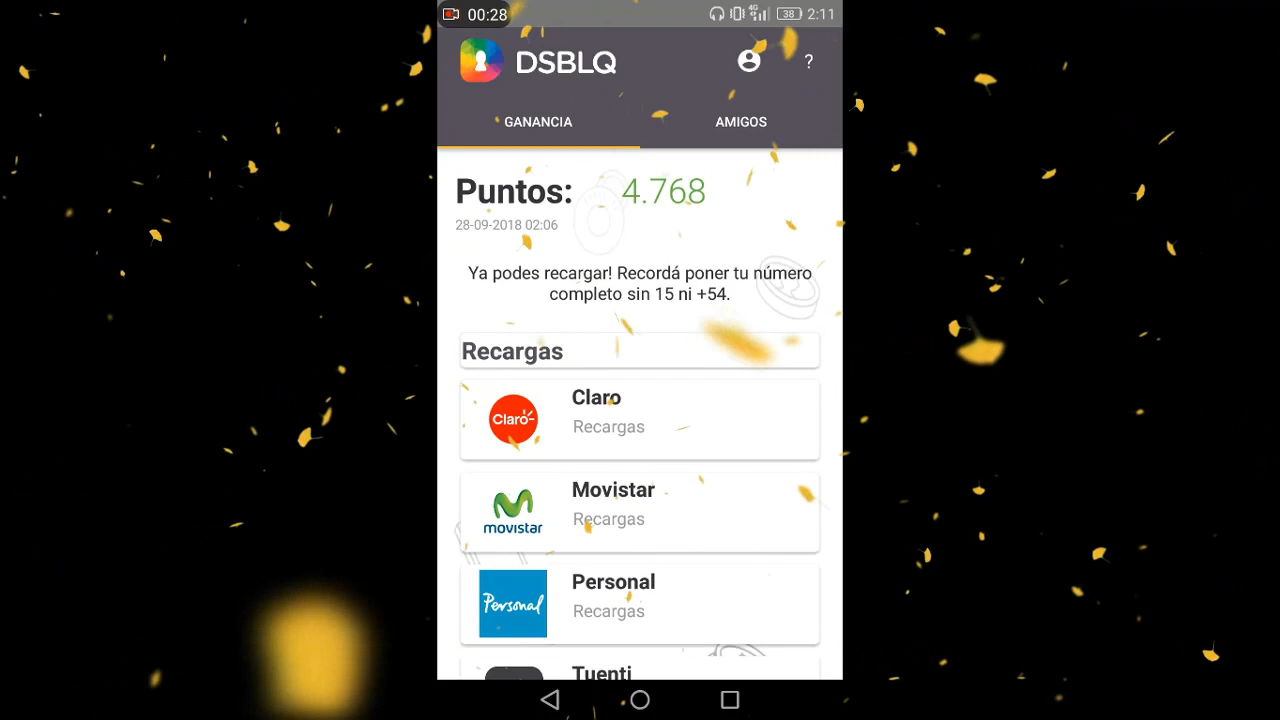 00:28
4G
38
2:11
DSBLQ
?
GANANCIA
AMIGOS
Puntos:
4.768
28-09-2018 02:06
Ya podes recargar! Recordá poner tu número
completo sin 15 ni +54.
Recargas
Claro
Claro
Recargas
Movistar
movistar
Recargas
Personal
Personal
Recargas
Tuenti